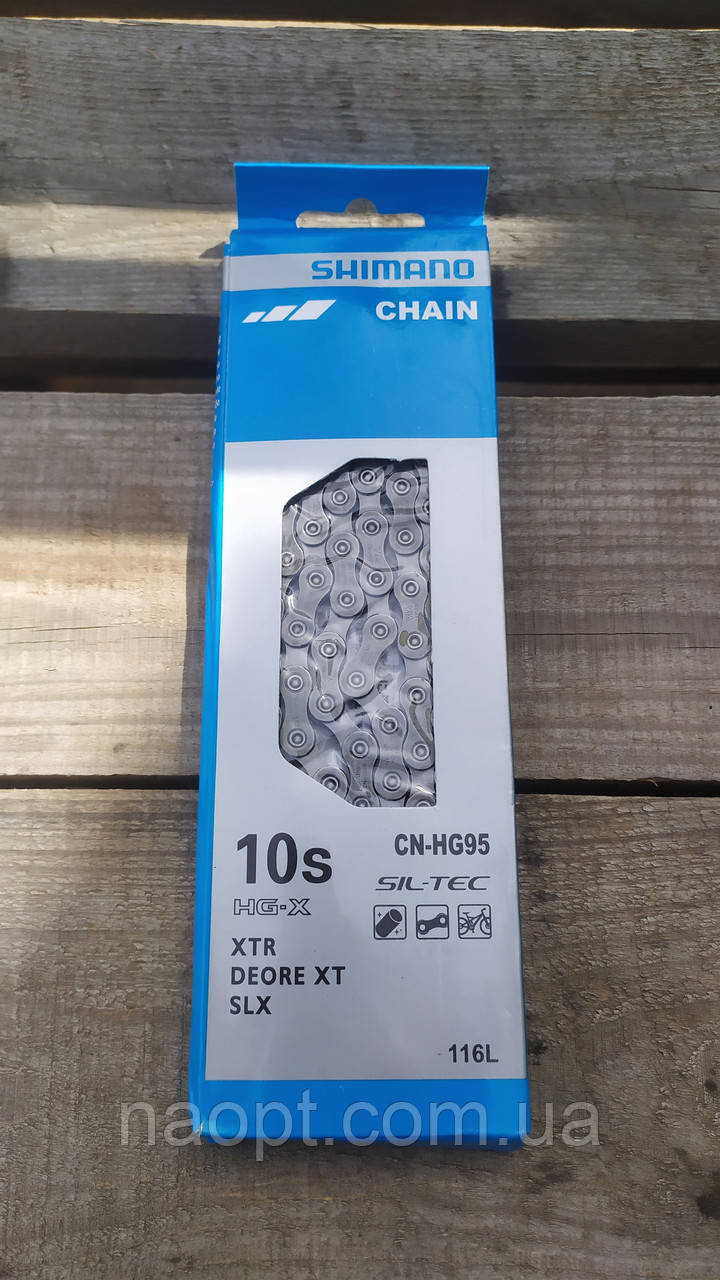 SHIMANO
CHAIN
10s
CN-HG95
HG-X
SIL-TEC
XTR
DEORE XT
SLX
116L
naopt.com.ua